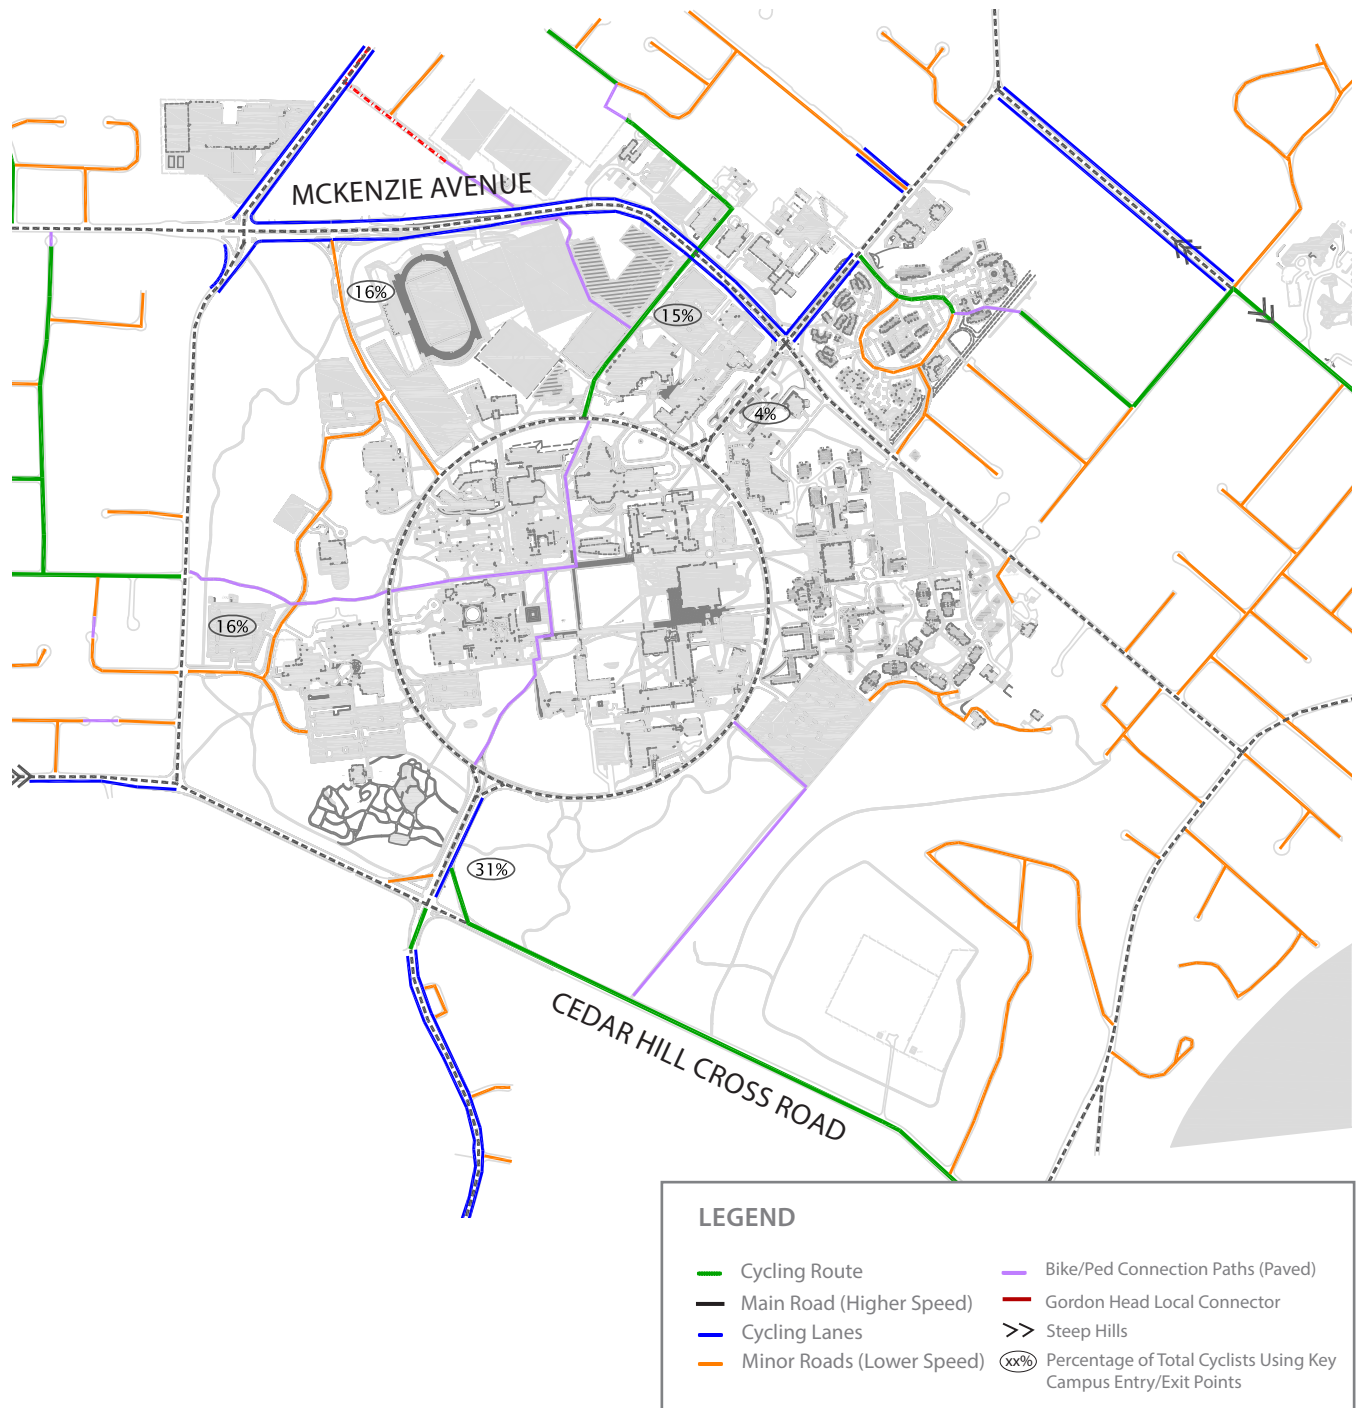 MCKENZIE AVENUE
16%
15%
4%
16%
31%
CEDAR HILL CROSS ROAD
LEGEND
Cycling Route
Main Road (Higher Speed)
Cycling Lanes
Minor Roads (Lower Speed)
Bike/Ped Connection Paths (Paved)
Gordon Head Local Connector
Steep Hills
xx% Percentage of Total Cyclists Using Key
Campus Entry/Exit Points